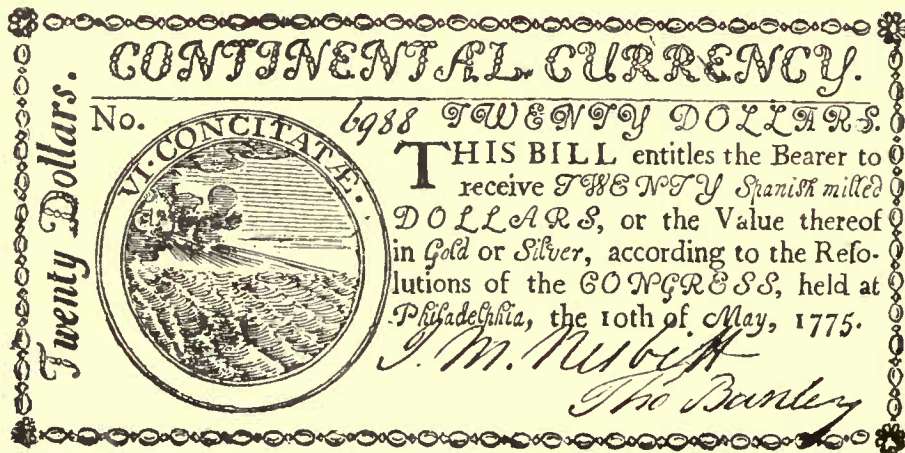 CONTINENTAL CURRENCY.
Twenty Dollars.
No. 6988 TWENTY DOLLARS.
VI·CONCITATÆ.
THIS BILL entitles the Bearer to
receive TWENTY Spanish milled
DOLLARS, or the Value thereof
in Gold or Silver, according to the Reſo-
lutions of the CONGRESS, held at
Philadelphia, the 10th of May, 1775.
J. M. Nesbitt
Tho